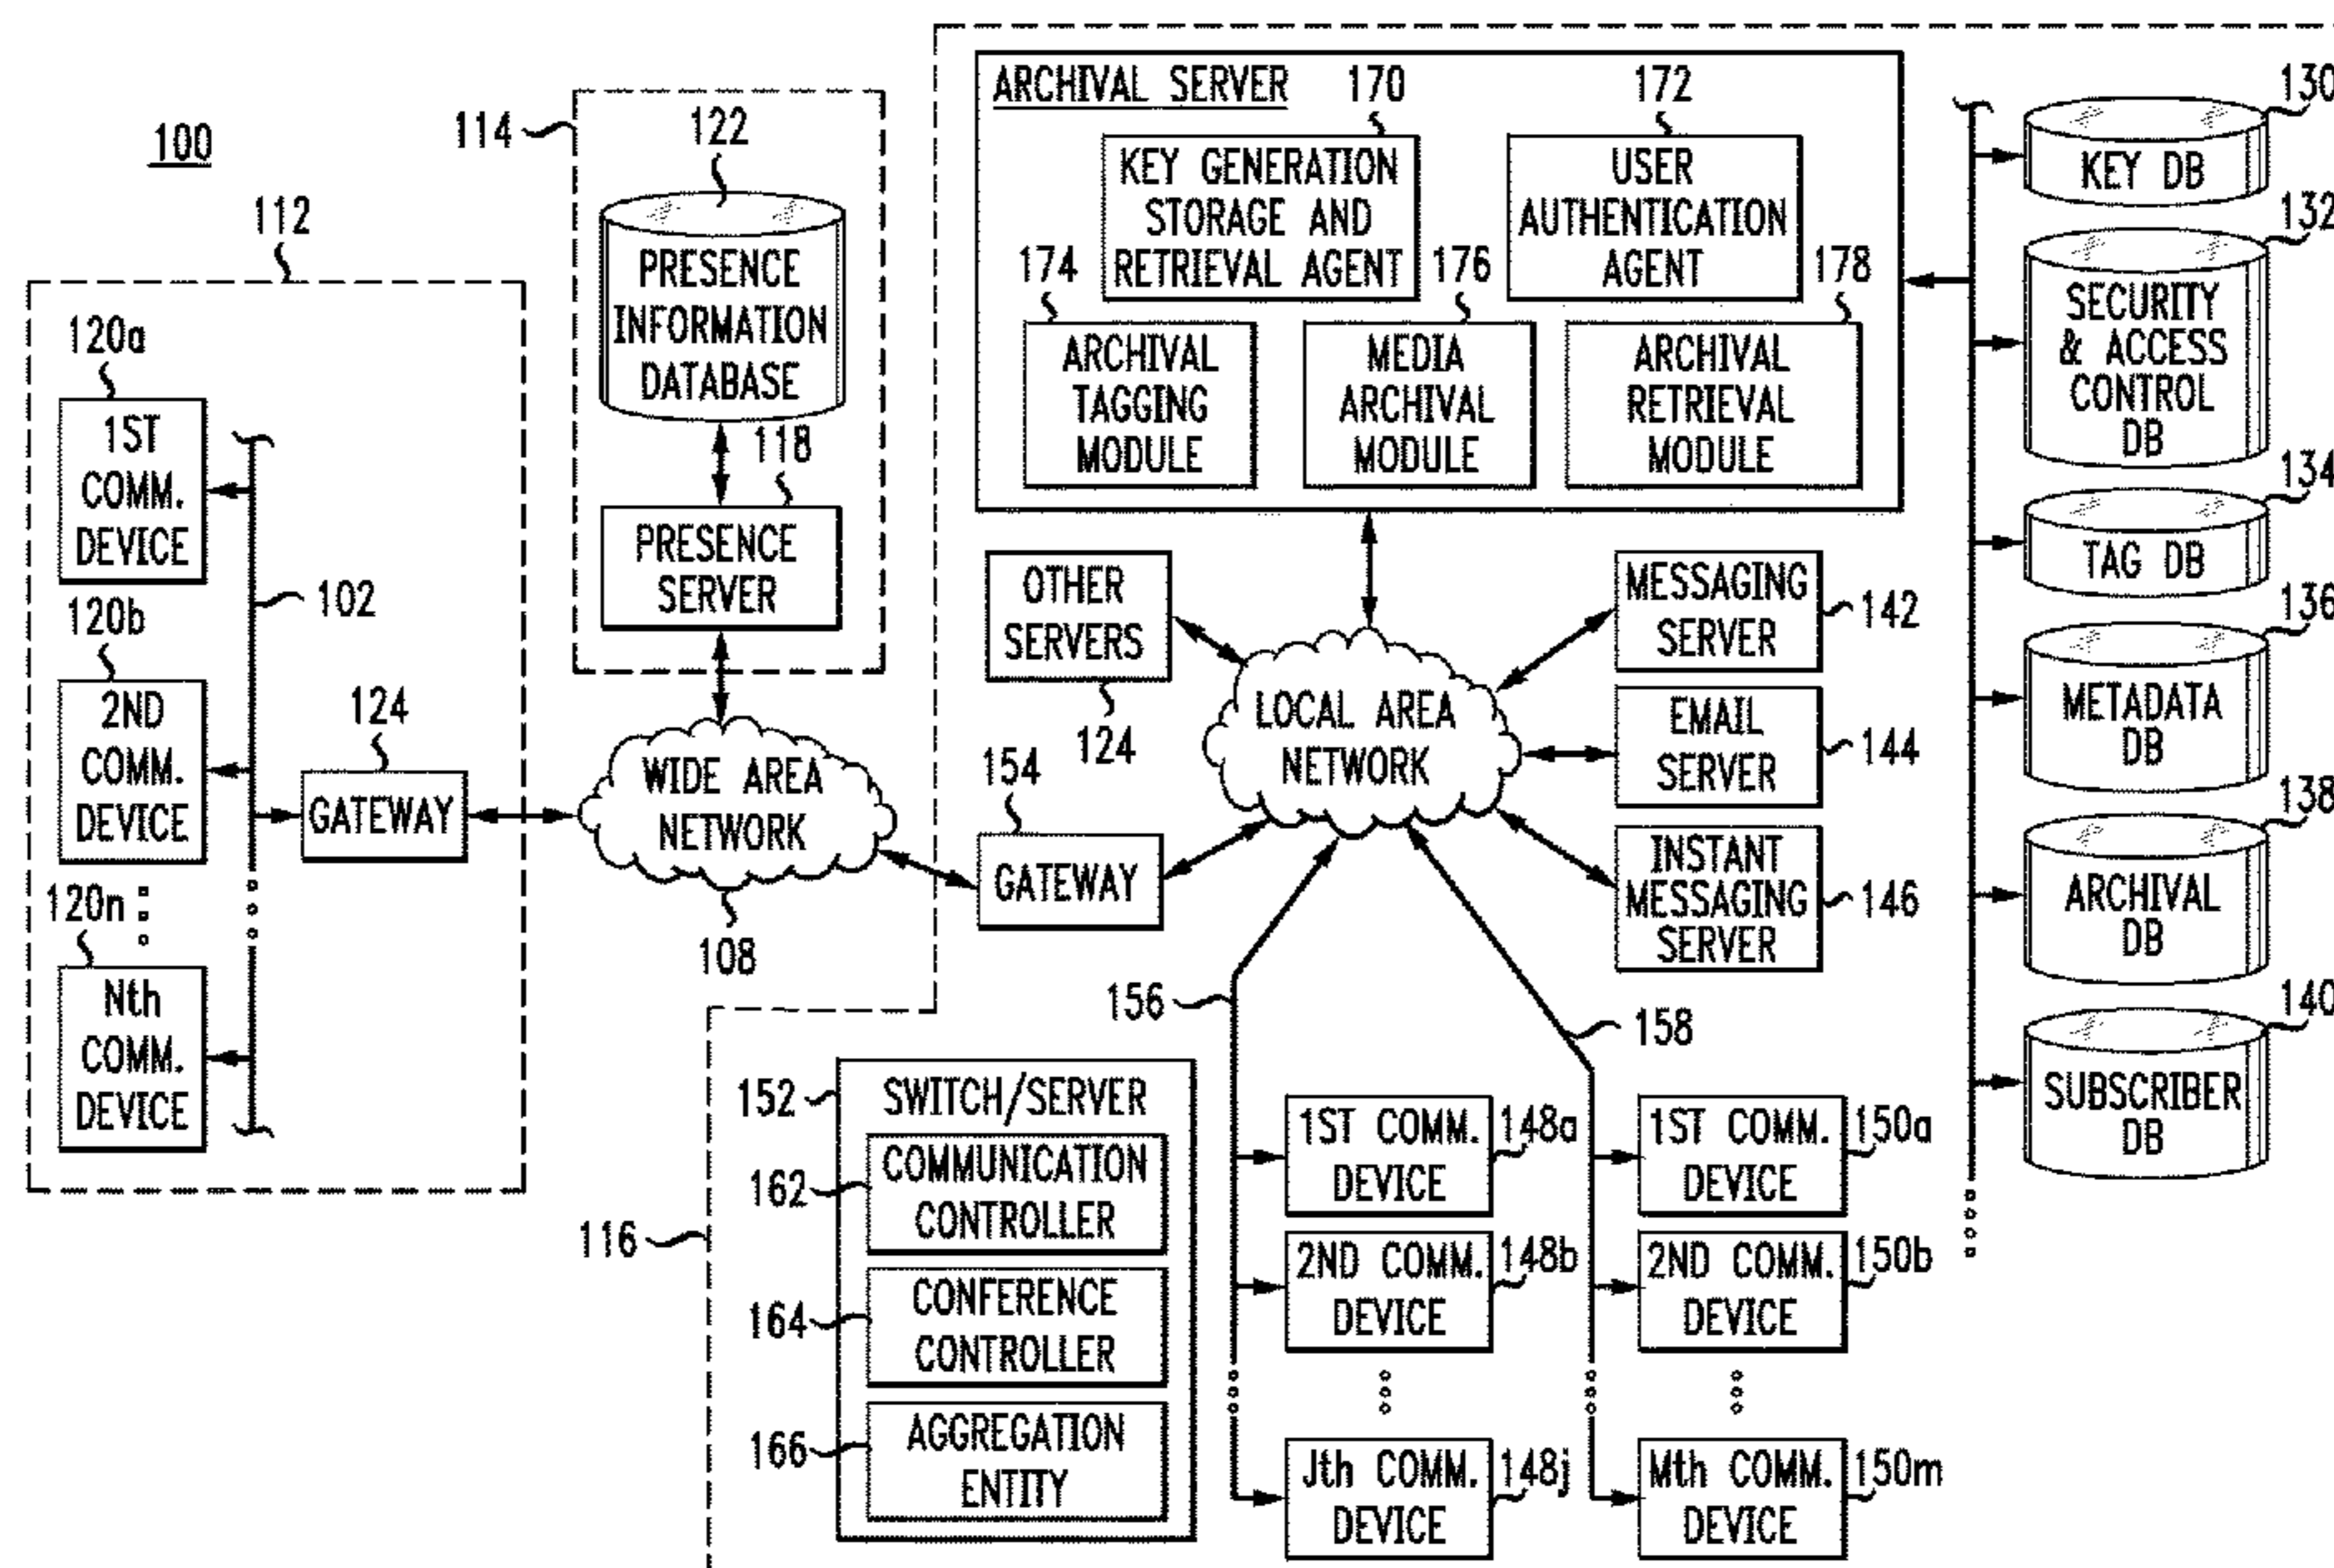 100
112
120a
1ST
COMM.
DEVICE
102
120b
2ND
COMM.
DEVICE
124
GATEWAY
120n
Nth
COMM.
DEVICE
114
122
PRESENCE
INFORMATION
DATABASE
118
PRESENCE
SERVER
WIDE AREA
NETWORK
108
ARCHIVAL SERVER
170
172
KEY GENERATION
STORAGE AND
RETRIEVAL AGENT
USER
AUTHENTICATION
AGENT
174
176
178
ARCHIVAL
TAGGING
MODULE
MEDIA
ARCHIVAL
MODULE
ARCHIVAL
RETRIEVAL
MODULE
OTHER
SERVERS
124
LOCAL AREA
NETWORK
MESSAGING
SERVER
142
EMAIL
SERVER
144
INSTANT
MESSAGING
SERVER
146
154
GATEWAY
156
158
116
152
SWITCH/SERVER
162
COMMUNICATION
CONTROLLER
164
CONFERENCE
CONTROLLER
166
AGGREGATION
ENTITY
1ST COMM.
DEVICE
148a
2ND COMM.
DEVICE
148b
Jth COMM.
DEVICE
148j
1ST COMM.
DEVICE
150a
2ND COMM.
DEVICE
150b
Mth COMM.
DEVICE
150m
130
KEY DB
132
SECURITY
& ACCESS
CONTROL
DB
134
TAG DB
136
METADATA
DB
138
ARCHIVAL
DB
140
SUBSCRIBER
DB